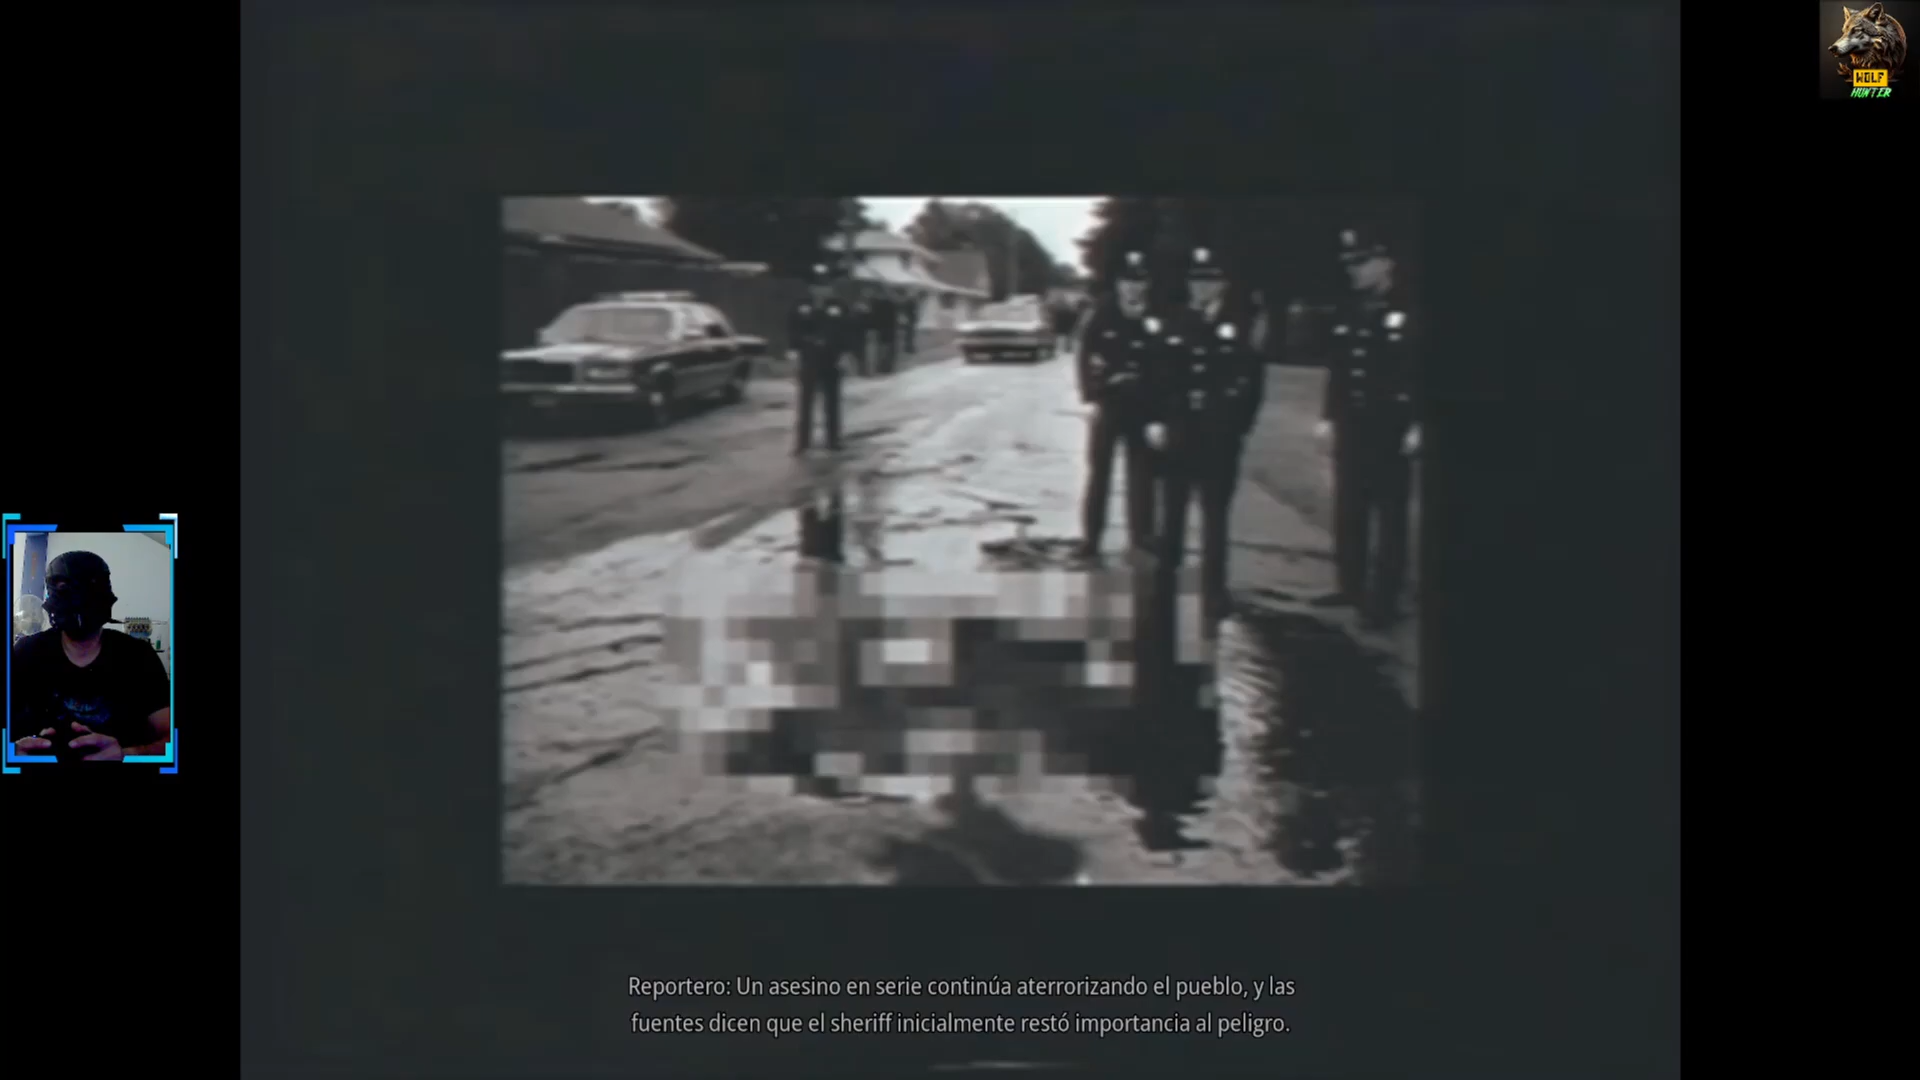 WOLF
HUNTER
Reportero: Un asesino en serie continúa aterrorizando el pueblo, y las
fuentes dicen que el sheriff inicialmente restó importancia al peligro.